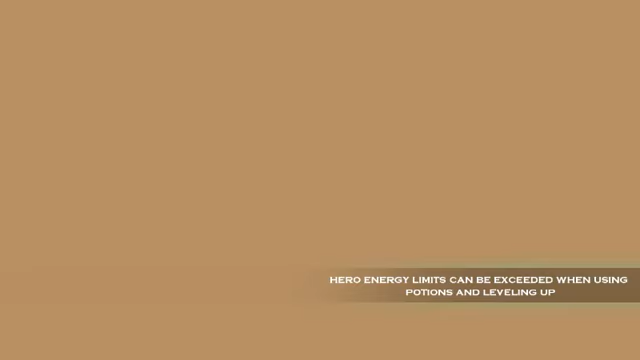 HERO ENERGY LIMITS CAN BE EXCEEDED WHEN USING
POTIONS AND LEVELING UP